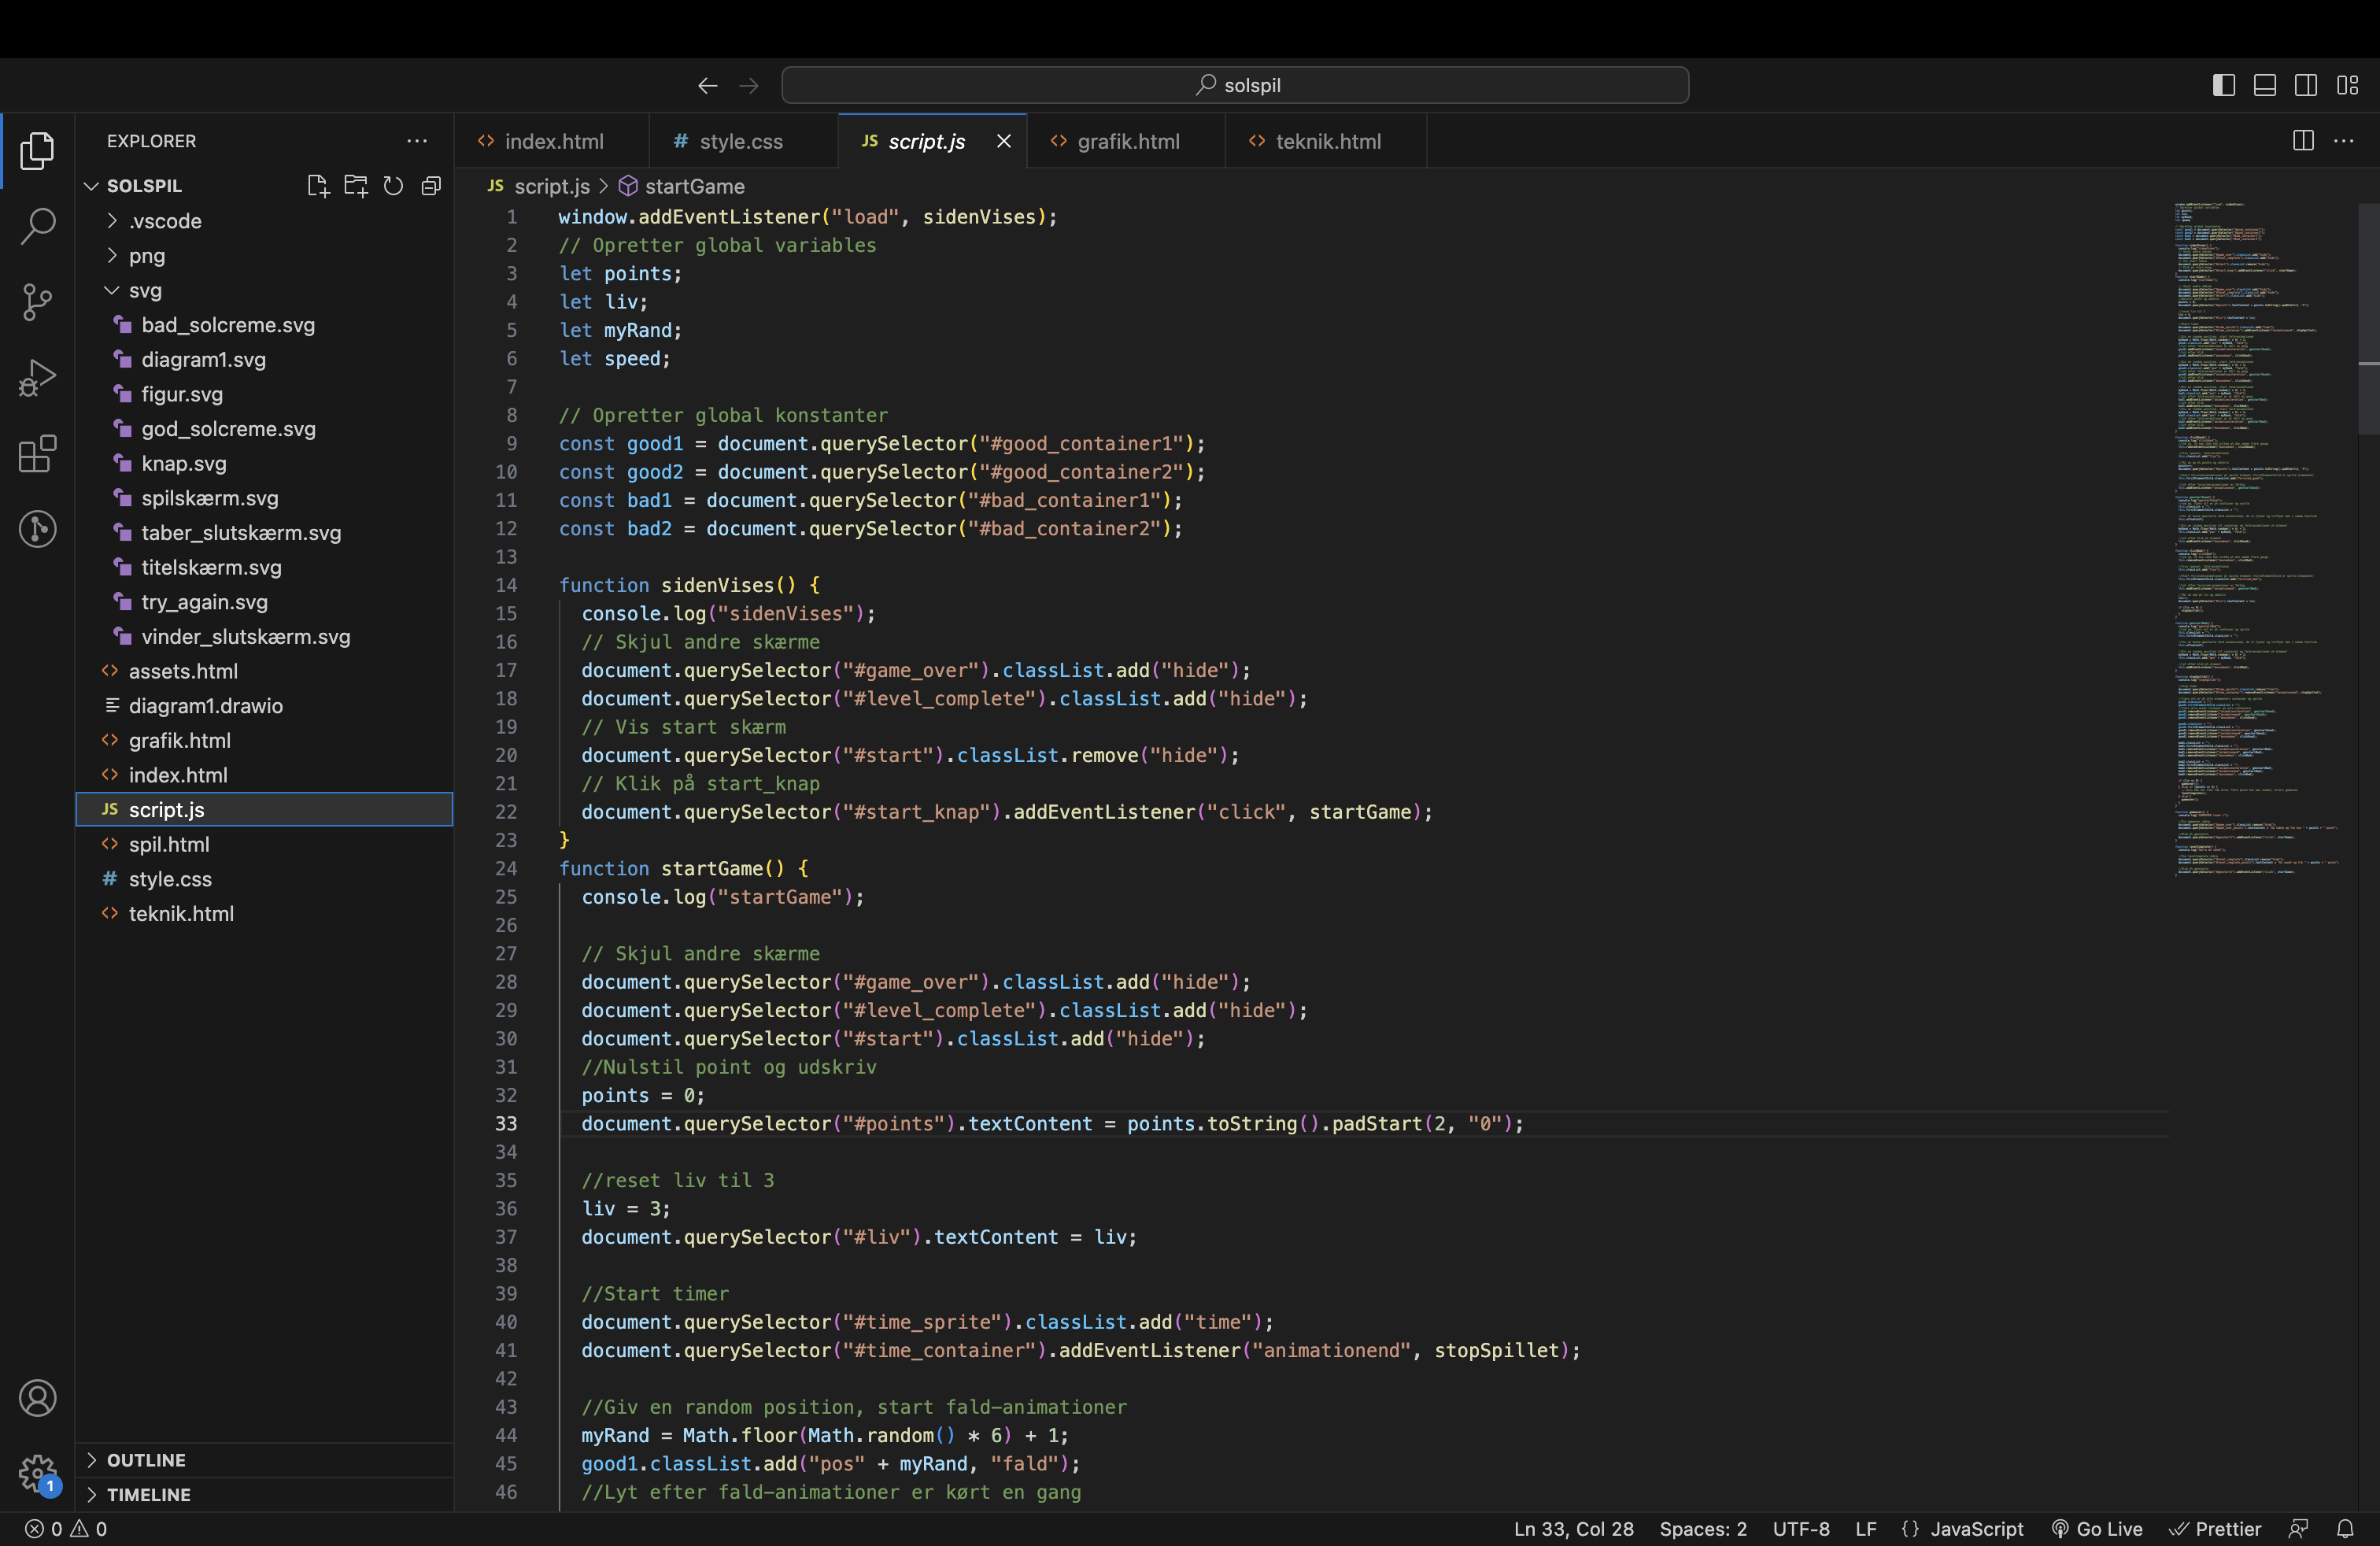 solspil
EXPLORER
SOLSPIL
.vscode
png
svg
bad_solcreme.svg
diagram1.svg
figur.svg
god_solcreme.svg
knap.svg
spilskærm.svg
taber_slutskærm.svg
titelskærm.svg
try_again.svg
vinder_slutskærm.svg
assets.html
diagram1.drawio
grafik.html
index.html
JS script.js
spil.html
# style.css
teknik.html
OUTLINE
TIMELINE
<> index.html # style.css JS script.js <> grafik.html <> teknik.html
JS script.js > startGame
1 window.addEventListener("load", sidenVises);
2 // Opretter global variables
3 let points;
4 let liv;
5 let myRand;
6 let speed;
7
8 // Opretter global konstanter
9 const good1 = document.querySelector("#good_container1");
10 const good2 = document.querySelector("#good_container2");
11 const bad1 = document.querySelector("#bad_container1");
12 const bad2 = document.querySelector("#bad_container2");
13
14 function sidenVises() {
15 console.log("sidenVises");
16 // Skjul andre skærme
17 document.querySelector("#game_over").classList.add("hide");
18 document.querySelector("#level_complete").classList.add("hide");
19 // Vis start skærm
20 document.querySelector("#start").classList.remove("hide");
21 // Klik på start_knap
22 document.querySelector("#start_knap").addEventListener("click", startGame);
23 }
24 function startGame() {
25 console.log("startGame");
26
27 // Skjul andre skærme
28 document.querySelector("#game_over").classList.add("hide");
29 document.querySelector("#level_complete").classList.add("hide");
30 document.querySelector("#start").classList.add("hide");
31 //Nulstil point og udskriv
32 points = 0;
33 document.querySelector("#points").textContent = points.toString().padStart(2, "0");
34
35 //reset liv til 3
36 liv = 3;
37 document.querySelector("#liv").textContent = liv;
38
39 //Start timer
40 document.querySelector("#time_sprite").classList.add("time");
41 document.querySelector("#time_container").addEventListener("animationend", stopSpillet);
42
43 //Giv en random position, start fald-animationer
44 myRand = Math.floor(Math.random() * 6) + 1;
45 good1.classList.add("pos" + myRand, "fald");
46 //Lyt efter fald-animationer er kørt en gang
1
0 0 Ln 33, Col 28 Spaces: 2 UTF-8 LF {} JavaScript Go Live Prettier